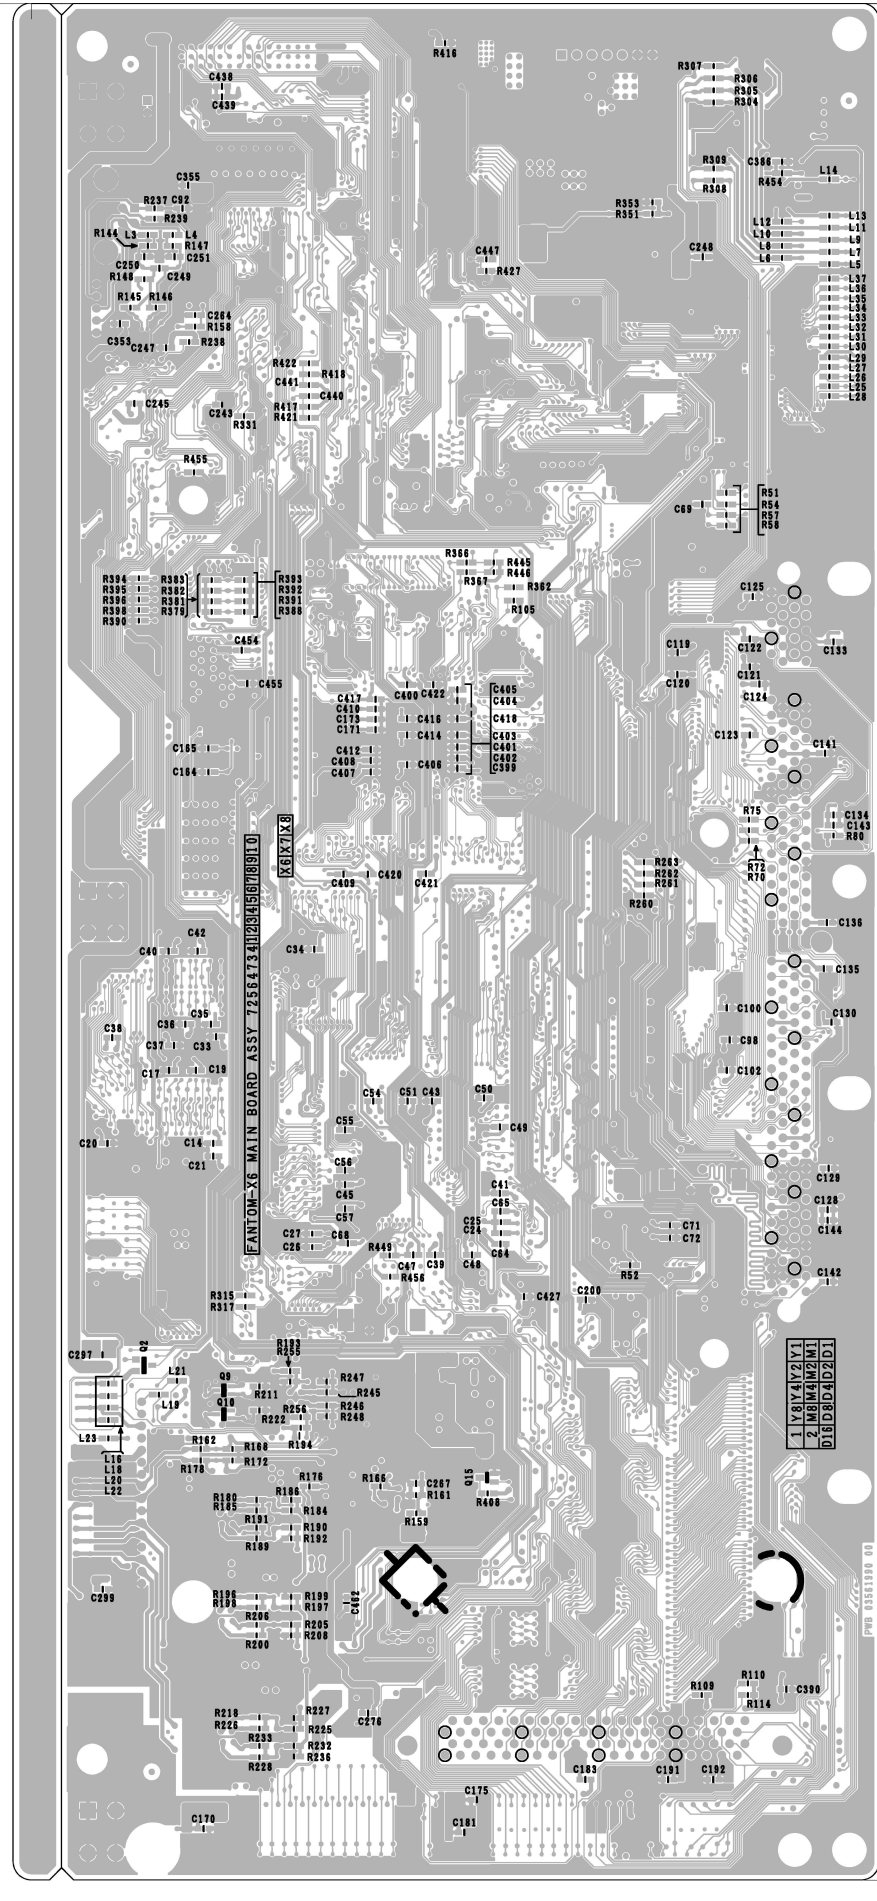 R416
R307
R306
R305
R304
C438
C439
R309
C386
L14
R454
R308
C355
R237
C92
R239
R353
R351
L13
L12
L11
L10
L9
L8
L7
L6
L5
R144
L3
L4
R147
C250
C251
C249
R148
C447
R427
C248
L37
L36
L35
L34
L33
L32
L31
L30
L29
L27
L26
L25
L28
R145
R146
C264
R158
C353
C247
R238
R422
R418
C441
C440
R417
R421
C245
C243
R331
R455
C69
R51
R54
R57
R58
R394
R395
R396
R398
R390
R383
R382
R381
R379
R393
R392
R391
R388
R366
R445
R446
R367
R362
R105
C125
C454
C119
C122
C133
C455
C120
C121
C124
C417
C410
C173
C171
C400
C422
C416
C414
C405
C404
C418
C403
C401
C402
C399
C412
C408
C407
C406
C123
C141
C165
C164
R75
C134
C143
R80
R72
R70
X6 X7 X8
FANTOM-X6 MAIN BOARD ASSY 72564734 1 2 3 4 5 6 7 8 9 10
C409
C420
C421
R263
R262
R261
R260
C136
C42
C40
C34
C135
C36
C35
C38
C37
C33
C100
C130
C98
C17
C19
C102
C54
C51
C43
C50
C55
C49
C20
C14
C21
C56
C129
C45
C41
C65
C57
C128
C25
C24
C144
C71
C72
C27
C26
C68
C64
R449
C47
C39
C48
R52
R456
C142
R315
R317
C427
C200
C297
Q2
R193
R255
1 Y8 Y4 Y2 Y1
2 M8 M4 M2 M1
D16 D8 D4 D2 D1
L21
L19
Q9
R211
R247
R245
Q10
R222
R256
R246
R248
L23
R162
R168
R194
L16
L18
L20
L22
R178
R172
R176
R166
C267
R161
Q15
R408
R180
R185
R186
R184
R191
R190
R189
R192
R159
C299
R196
R198
R199
R197
C462
R206
R205
R200
R208
PWB 03561990 00
R109
R110
R114
C390
R218
R226
R227
R225
C276
R233
R232
R228
R236
C183
C191
C192
C175
C170
C181